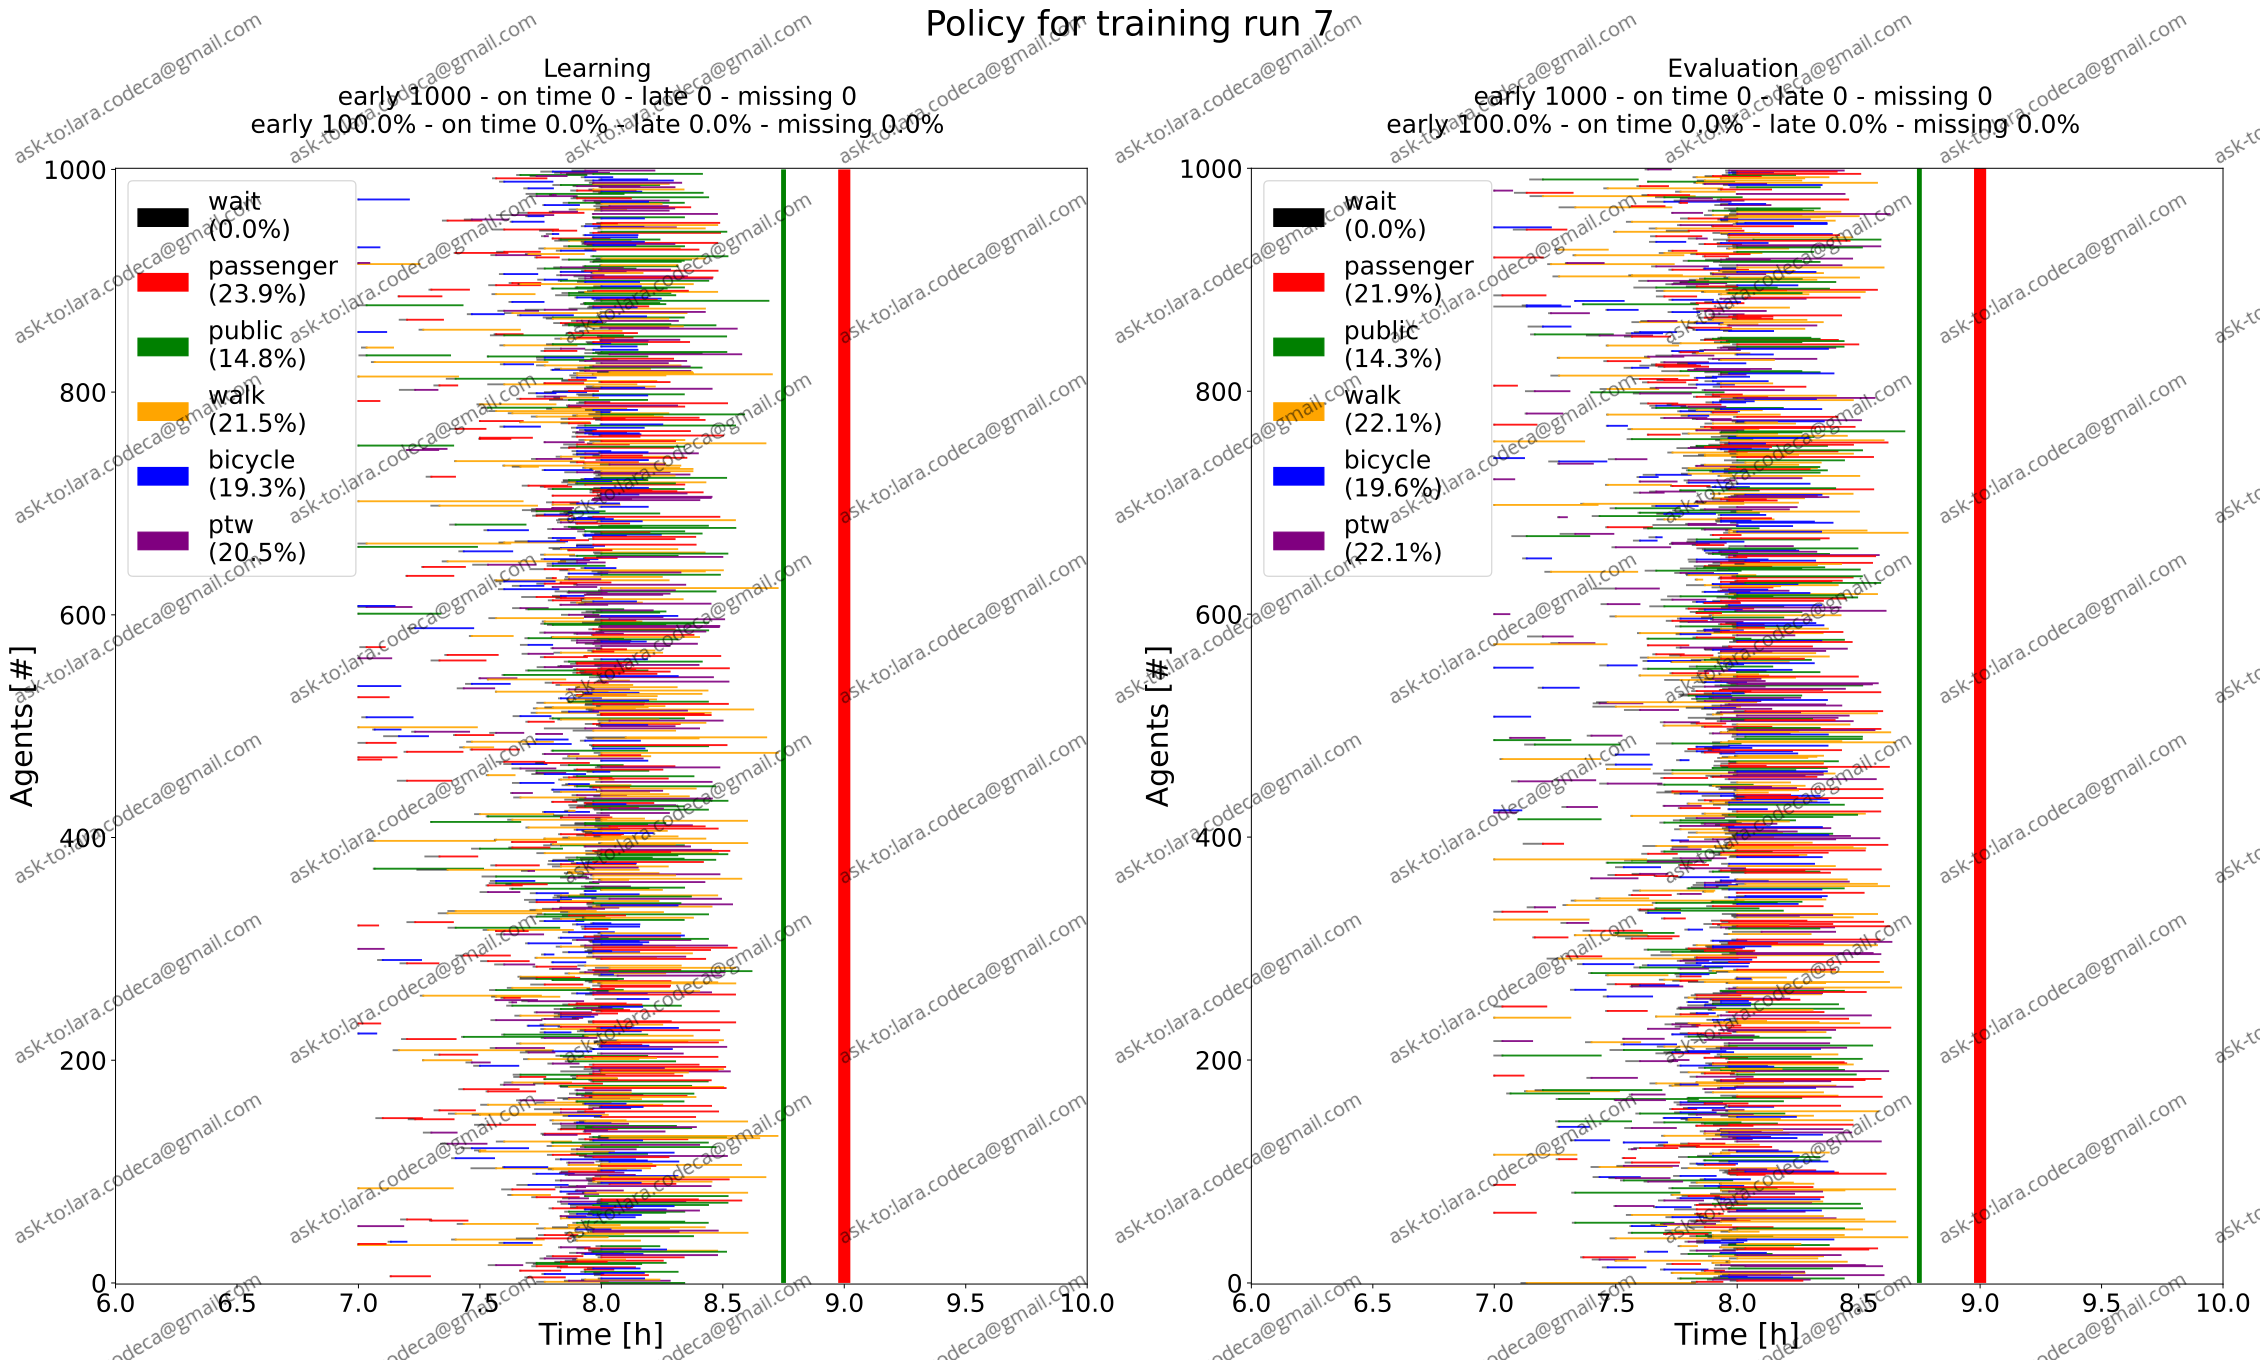 Policy for training run 7
Learning
early 1000 - on time 0 - late 0 - missing 0
early 100.0% - on time 0.0% - late 0.0% - missing 0.0%
Agents [#]
1000
800
600
400
200
0
wait
(0.0%)
passenger
(23.9%)
public
(14.8%)
walk
(21.5%)
bicycle
(19.3%)
ptw
(20.5%)
6.0 6.5 7.0 7.5 8.0 8.5 9.0 9.5 10.0
Time [h]
Evaluation
early 1000 - on time 0 - late 0 - missing 0
early 100.0% - on time 0.0% - late 0.0% - missing 0.0%
Agents [#]
1000
800
600
400
200
0
wait
(0.0%)
passenger
(21.9%)
public
(14.3%)
walk
(22.1%)
bicycle
(19.6%)
ptw
(22.1%)
6.0 6.5 7.0 7.5 8.0 8.5 9.0 9.5 10.0
Time [h]
ask-to:lara.codeca@gmail.com